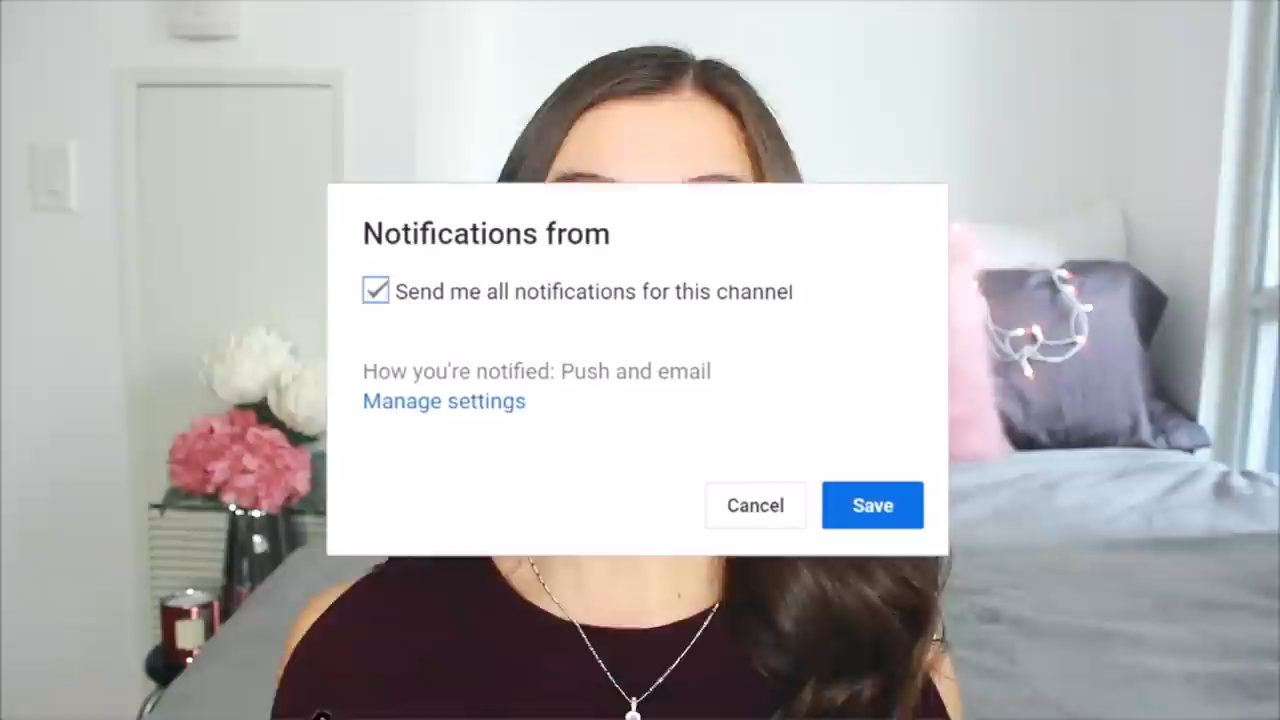 Notifications from
Send me all notifications for this channel
How you're notified: Push and email
Manage settings
Cancel
Save